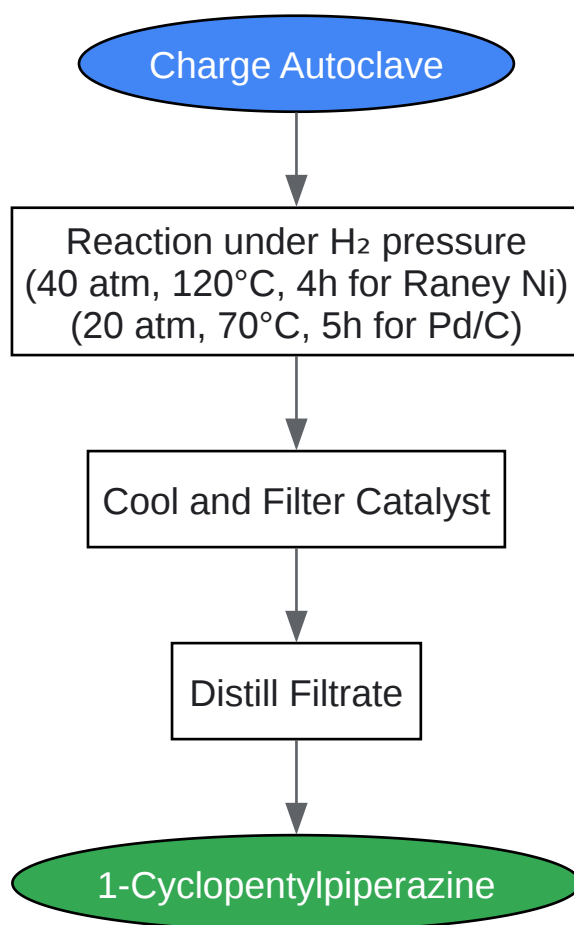 Charge Autoclave
Reaction under H₂ pressure
(40 atm, 120°C, 4h for Raney Ni)
(20 atm, 70°C, 5h for Pd/C)
Cool and Filter Catalyst
Distill Filtrate
1-Cyclopentylpiperazine